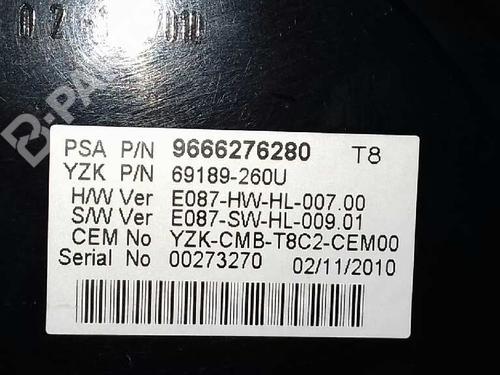 PSA P/N 9666276280 T8
YZK P/N 69189-260U
H/W Ver E087-HW-HL-007.00
S/W Ver E087-SW-HL-009.01
CEM No YZK-CMB-T8C2-CEM00
Serial No 00273270 02/11/2010